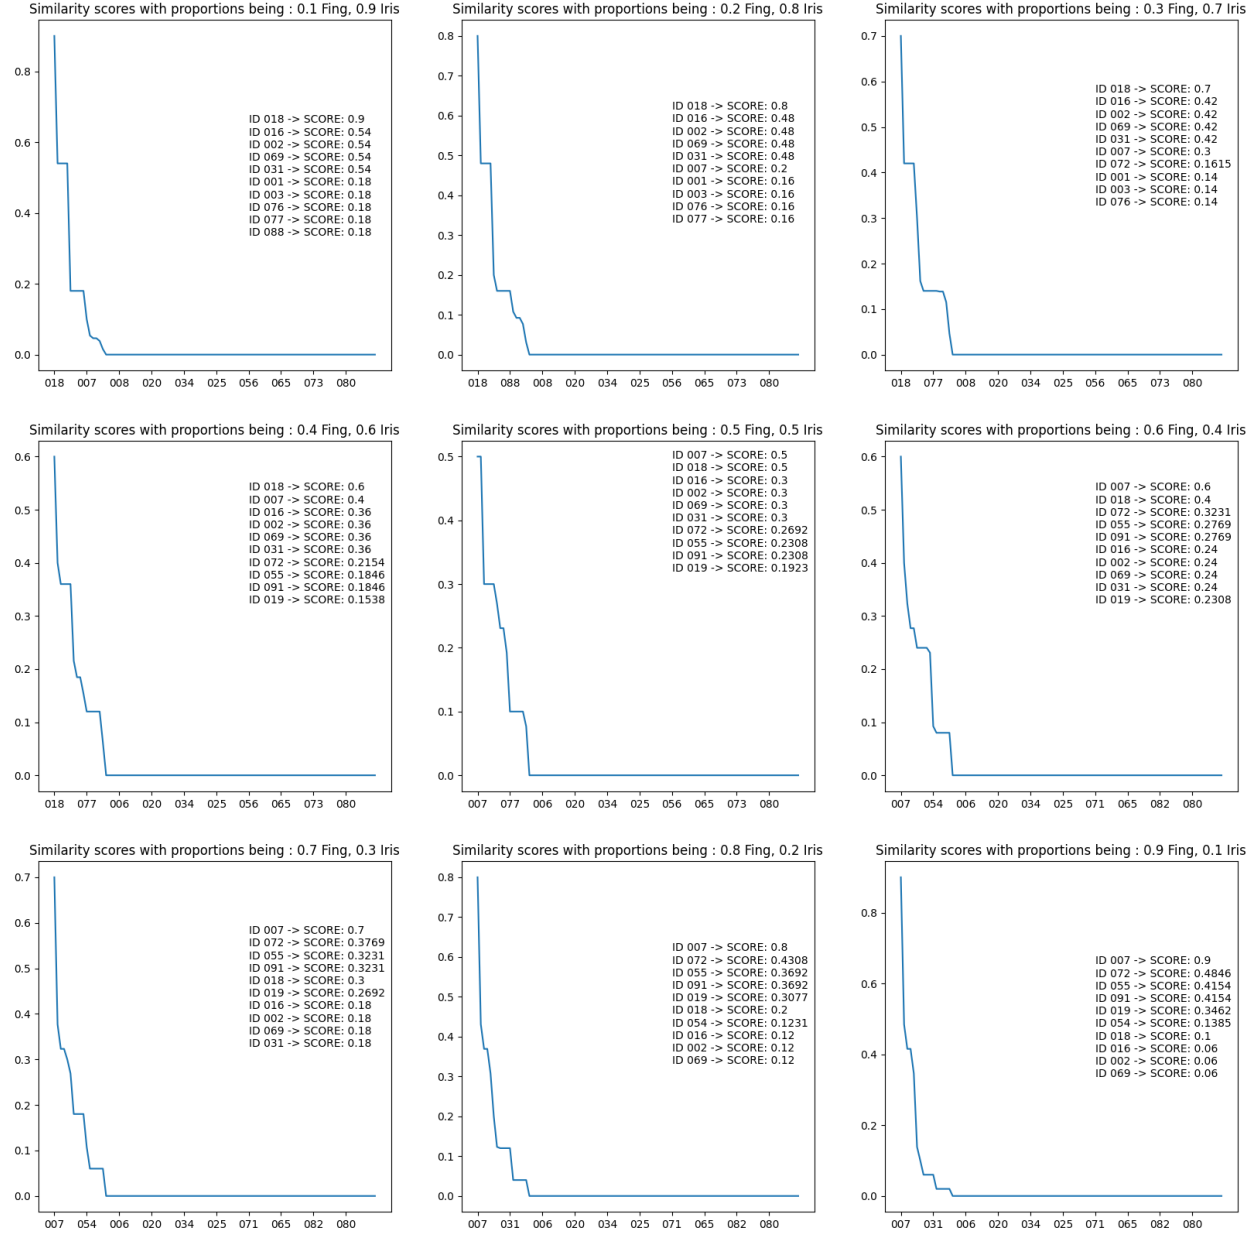 Similarity scores with proportions being : 0.1 Fing, 0.9 Iris
0.8
0.6
0.4
0.2
0.0
ID 018 -> SCORE: 0.9
ID 016 -> SCORE: 0.54
ID 002 -> SCORE: 0.54
ID 069 -> SCORE: 0.54
ID 031 -> SCORE: 0.54
ID 001 -> SCORE: 0.18
ID 003 -> SCORE: 0.18
ID 076 -> SCORE: 0.18
ID 077 -> SCORE: 0.18
ID 088 -> SCORE: 0.18
018 007 008 020 034 025 056 065 073 080
Similarity scores with proportions being : 0.2 Fing, 0.8 Iris
0.8
0.7
0.6
0.5
0.4
0.3
0.2
0.1
0.0
ID 018 -> SCORE: 0.8
ID 016 -> SCORE: 0.48
ID 002 -> SCORE: 0.48
ID 069 -> SCORE: 0.48
ID 031 -> SCORE: 0.48
ID 007 -> SCORE: 0.2
ID 001 -> SCORE: 0.16
ID 003 -> SCORE: 0.16
ID 076 -> SCORE: 0.16
ID 077 -> SCORE: 0.16
018 088 008 020 034 025 056 065 073 080
Similarity scores with proportions being : 0.3 Fing, 0.7 Iris
0.7
0.6
0.5
0.4
0.3
0.2
0.1
0.0
ID 018 -> SCORE: 0.7
ID 016 -> SCORE: 0.42
ID 002 -> SCORE: 0.42
ID 069 -> SCORE: 0.42
ID 031 -> SCORE: 0.42
ID 007 -> SCORE: 0.3
ID 072 -> SCORE: 0.1615
ID 001 -> SCORE: 0.14
ID 003 -> SCORE: 0.14
ID 076 -> SCORE: 0.14
018 077 008 020 034 025 056 065 073 080
Similarity scores with proportions being : 0.4 Fing, 0.6 Iris
0.6
0.5
0.4
0.3
0.2
0.1
0.0
ID 018 -> SCORE: 0.6
ID 007 -> SCORE: 0.4
ID 016 -> SCORE: 0.36
ID 002 -> SCORE: 0.36
ID 069 -> SCORE: 0.36
ID 031 -> SCORE: 0.36
ID 072 -> SCORE: 0.2154
ID 055 -> SCORE: 0.1846
ID 091 -> SCORE: 0.1846
ID 019 -> SCORE: 0.1538
018 077 006 020 034 025 056 065 073 080
Similarity scores with proportions being : 0.5 Fing, 0.5 Iris
0.5
0.4
0.3
0.2
0.1
0.0
ID 007 -> SCORE: 0.5
ID 018 -> SCORE: 0.5
ID 016 -> SCORE: 0.3
ID 002 -> SCORE: 0.3
ID 069 -> SCORE: 0.3
ID 031 -> SCORE: 0.3
ID 072 -> SCORE: 0.2692
ID 055 -> SCORE: 0.2308
ID 091 -> SCORE: 0.2308
ID 019 -> SCORE: 0.1923
007 077 006 020 034 025 056 065 073 080
Similarity scores with proportions being : 0.6 Fing, 0.4 Iris
0.6
0.5
0.4
0.3
0.2
0.1
0.0
ID 007 -> SCORE: 0.6
ID 018 -> SCORE: 0.4
ID 072 -> SCORE: 0.3231
ID 055 -> SCORE: 0.2769
ID 091 -> SCORE: 0.2769
ID 016 -> SCORE: 0.24
ID 002 -> SCORE: 0.24
ID 069 -> SCORE: 0.24
ID 031 -> SCORE: 0.24
ID 019 -> SCORE: 0.2308
007 054 006 020 034 025 071 065 082 080
Similarity scores with proportions being : 0.7 Fing, 0.3 Iris
0.7
0.6
0.5
0.4
0.3
0.2
0.1
0.0
ID 007 -> SCORE: 0.7
ID 072 -> SCORE: 0.3769
ID 055 -> SCORE: 0.3231
ID 091 -> SCORE: 0.3231
ID 018 -> SCORE: 0.3
ID 019 -> SCORE: 0.2692
ID 016 -> SCORE: 0.18
ID 002 -> SCORE: 0.18
ID 069 -> SCORE: 0.18
ID 031 -> SCORE: 0.18
007 054 006 020 034 025 071 065 082 080
Similarity scores with proportions being : 0.8 Fing, 0.2 Iris
0.8
0.7
0.6
0.5
0.4
0.3
0.2
0.1
0.0
ID 007 -> SCORE: 0.8
ID 072 -> SCORE: 0.4308
ID 055 -> SCORE: 0.3692
ID 091 -> SCORE: 0.3692
ID 019 -> SCORE: 0.3077
ID 018 -> SCORE: 0.2
ID 054 -> SCORE: 0.1231
ID 016 -> SCORE: 0.12
ID 002 -> SCORE: 0.12
ID 069 -> SCORE: 0.12
007 031 006 020 034 025 071 065 082 080
Similarity scores with proportions being : 0.9 Fing, 0.1 Iris
0.8
0.6
0.4
0.2
0.0
ID 007 -> SCORE: 0.9
ID 072 -> SCORE: 0.4846
ID 055 -> SCORE: 0.4154
ID 091 -> SCORE: 0.4154
ID 019 -> SCORE: 0.3462
ID 054 -> SCORE: 0.1385
ID 018 -> SCORE: 0.1
ID 016 -> SCORE: 0.06
ID 002 -> SCORE: 0.06
ID 069 -> SCORE: 0.06
007 031 006 020 034 025 071 065 082 080